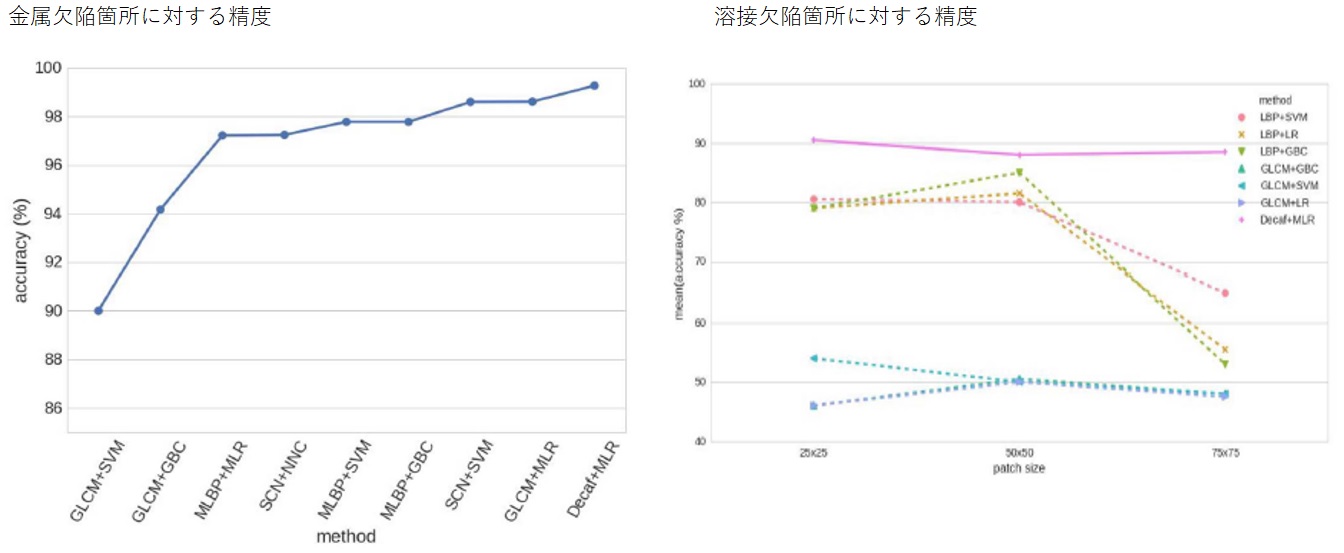 金属欠陥箇所に対する精度
溶接欠陥箇所に対する精度
100
98
96
94
92
90
88
86
accuracy (%)
GLCM+SVM
GLCM+GBC
MLBP+MLR
SCN+NNC
MLBP+SVM
MLBP+GBC
SCN+SVM
GLCM+MLR
Decaf+MLR
method
100
90
80
70
60
50
40
mean(accuracy %)
method
LBP+SVM
LBP+LR
LBP+GBC
GLCM+GBC
GLCM+SVM
GLCM+LR
Decaf+MLR
25x25
50x50
75x75
patch size